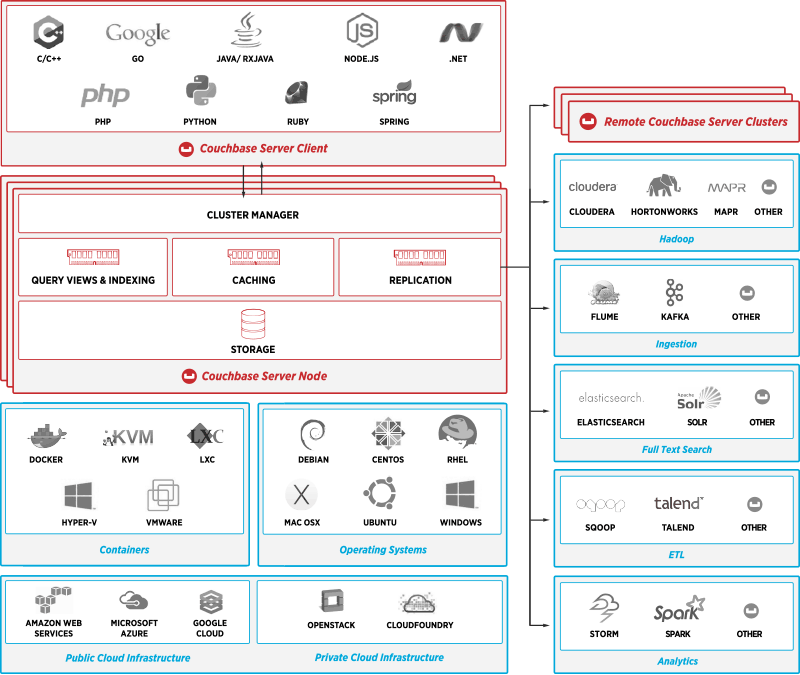 Google
C/C++
GO
JAVA/ RXJAVA
NODE.JS
.NET
php
spring
PHP
PYTHON
RUBY
SPRING
Couchbase Server Client
CLUSTER MANAGER
QUERY VIEWS & INDEXING
CACHING
REPLICATION
STORAGE
Couchbase Server Node
KVM
LXC
DOCKER
KVM
LXC
HYPER-V
VMWARE
Containers
DEBIAN
CENTOS
RHEL
X
MAC OSX
UBUNTU
WINDOWS
Operating Systems
AMAZON WEB
SERVICES
MICROSOFT
AZURE
GOOGLE
CLOUD
Public Cloud Infrastructure
OPENSTACK
CLOUDFOUNDRY
Private Cloud Infrastructure
Remote Couchbase Server Clusters
cloudera
MAPR
CLOUDERA
HORTONWORKS
MAPR
OTHER
Hadoop
FLUME
KAFKA
OTHER
Ingestion
elasticsearch.
Apache
Solr
ELASTICSEARCH
SOLR
OTHER
Full Text Search
sqoop
talend
SQOOP
TALEND
OTHER
ETL
Spark
STORM
SPARK
OTHER
Analytics